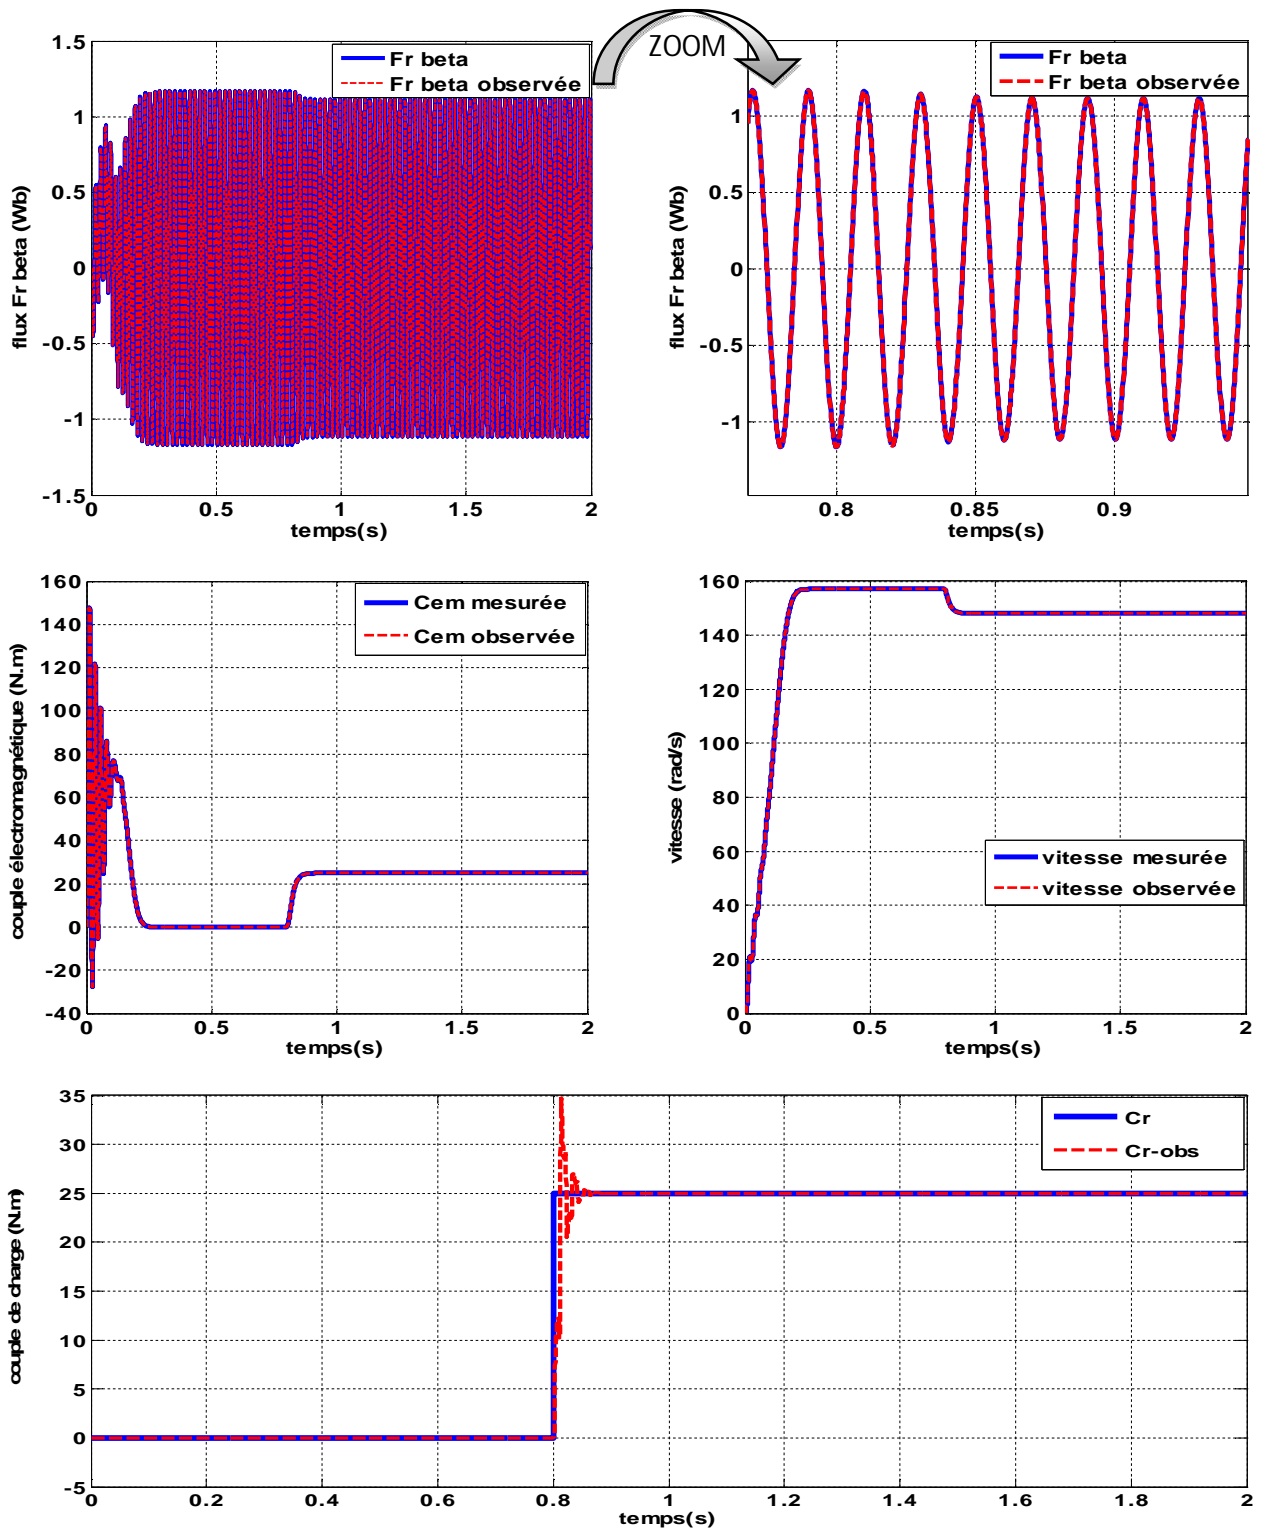 ZOOM
Fr beta
Fr beta observée
flux Fr beta (Wb)
1.5
1
0.5
0
-0.5
-1
-1.5
0 0.5 1 1.5 2
temps(s)
Fr beta
Fr beta observée
flux Fr beta (Wb)
1
0.5
0
-0.5
-1
0.8 0.85 0.9
temps(s)
Cem mesurée
Cem observée
couple électromagnétique (N.m)
160
140
120
100
80
60
40
20
0
-20
-40
0 0.5 1 1.5 2
temps(s)
vitesse mesurée
vitesse observée
vitesse (rad/s)
160
140
120
100
80
60
40
20
0
0 0.5 1 1.5 2
temps(s)
Cr
Cr-obs
couple de charge (N.m)
35
30
25
20
15
10
5
0
-5
0 0.2 0.4 0.6 0.8 1 1.2 1.4 1.6 1.8 2
temps(s)